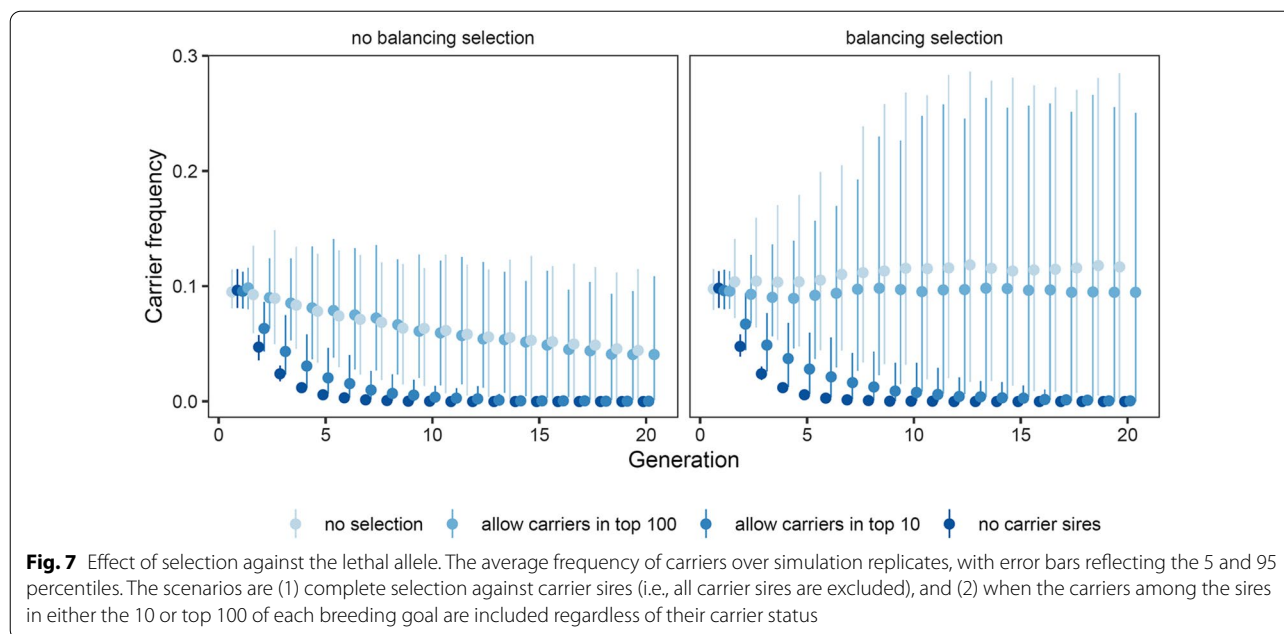 no balancing selection
balancing selection
0.3
0.2
0.1
0.0
Carrier frequency
0 5 10 15 20
0 5 10 15 20
Generation
no selection allow carriers in top 100 allow carriers in top 10 no carrier sires
Fig. 7 Effect of selection against the lethal allele. The average frequency of carriers over simulation replicates, with error bars reflecting the 5 and 95
percentiles. The scenarios are (1) complete selection against carrier sires (i.e., all carrier sires are excluded), and (2) when the carriers among the sires
in either the 10 or top 100 of each breeding goal are included regardless of their carrier status